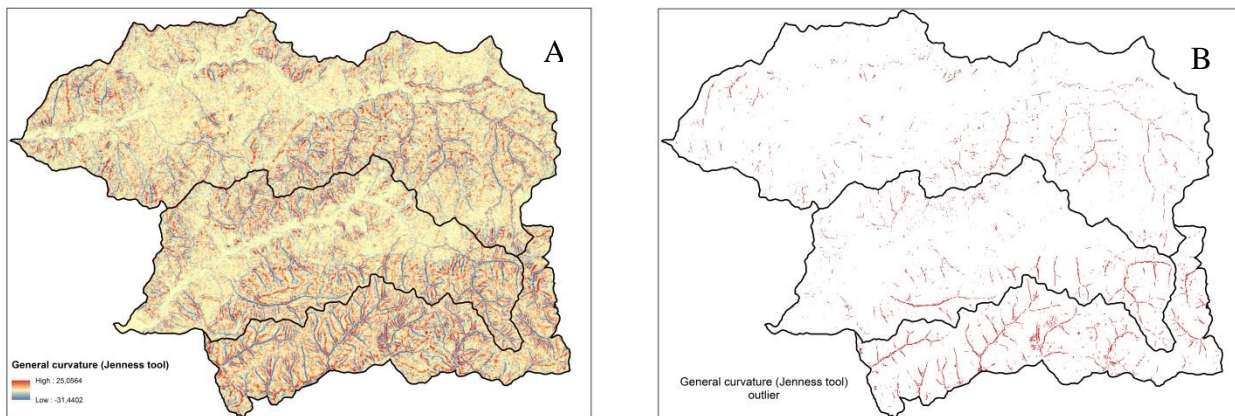 A
General curvature (Jenness tool)
High : 25,0564
Low : -31,4402
B
General curvature (Jenness tool)
outlier